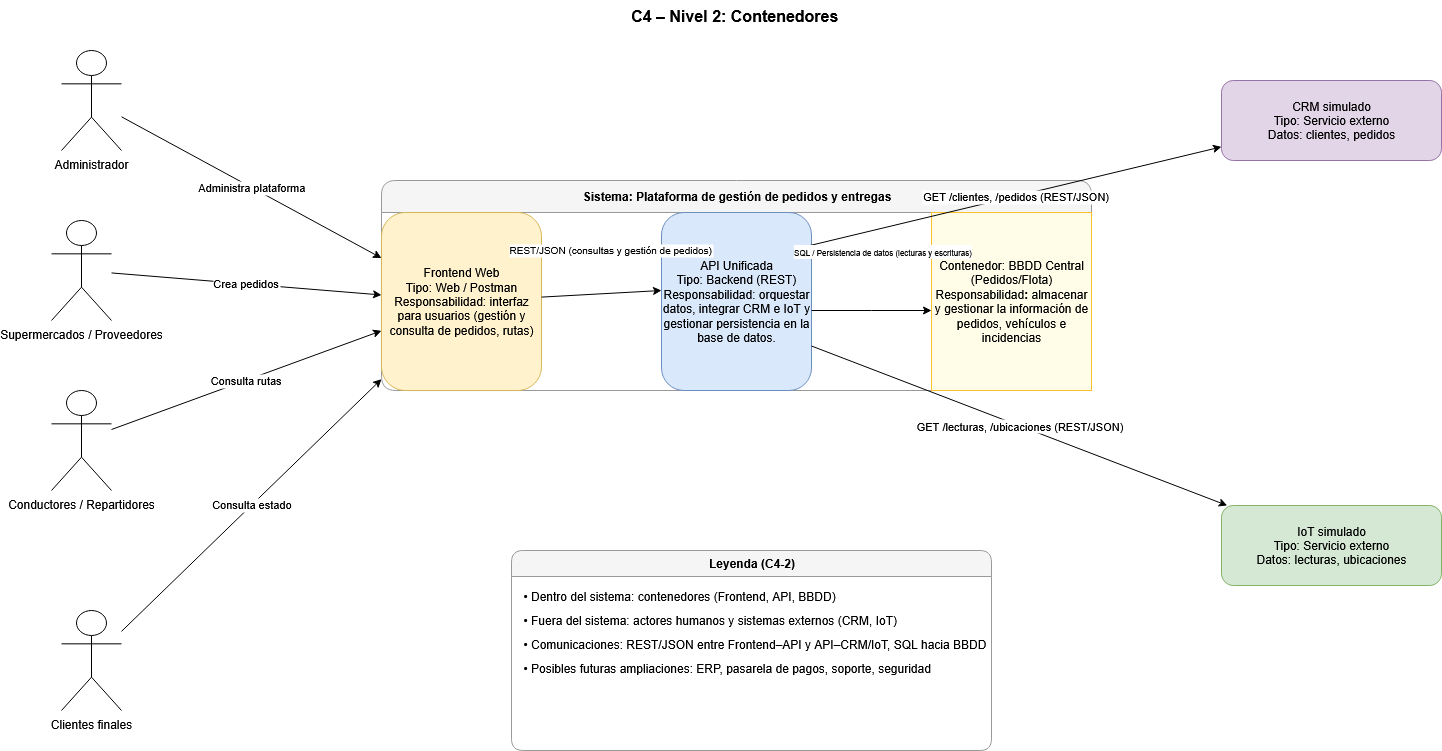 C4 – Nivel 2: Contenedores
Administrador
Administra plataforma
Supermercados / Proveedores
Crea pedidos
Conductores / Repartidores
Consulta rutas
Clientes finales
Consulta estado
Sistema: Plataforma de gestión de pedidos y entregas
Frontend Web
Tipo: Web / Postman
Responsabilidad: interfaz
para usuarios (gestión y
consulta de pedidos, rutas)
REST/JSON (consultas y gestión de pedidos)
API Unificada
Tipo: Backend (REST)
Responsabilidad: orquestar
datos, integrar CRM e IoT y
gestionar persistencia en la
base de datos.
SQL / Persistencia de datos (lecturas y escrituras)
Contenedor: BBDD Central
(Pedidos/Flota)
Responsabilidad: almacenar
y gestionar la información de
pedidos, vehículos e
incidencias
GET /clientes, /pedidos (REST/JSON)
CRM simulado
Tipo: Servicio externo
Datos: clientes, pedidos
GET /lecturas, /ubicaciones (REST/JSON)
IoT simulado
Tipo: Servicio externo
Datos: lecturas, ubicaciones
Leyenda (C4-2)
• Dentro del sistema: contenedores (Frontend, API, BBDD)
• Fuera del sistema: actores humanos y sistemas externos (CRM, IoT)
• Comunicaciones: REST/JSON entre Frontend–API y API–CRM/IoT, SQL hacia BBDD
• Posibles futuras ampliaciones: ERP, pasarela de pagos, soporte, seguridad